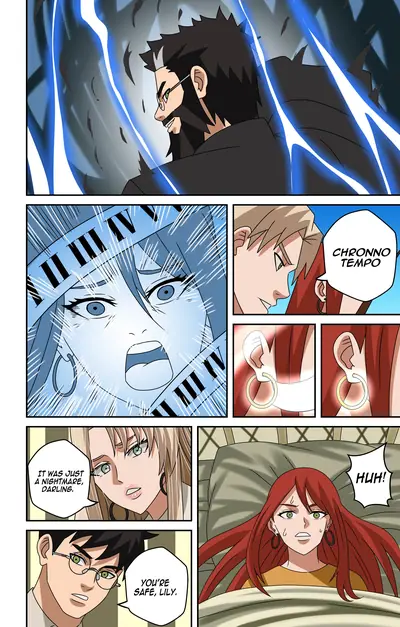 CHRONNO
TEMPO
HUH!
IT WAS JUST
A NIGHTMARE,
DARLING.
YOU'RE
SAFE, LILY.